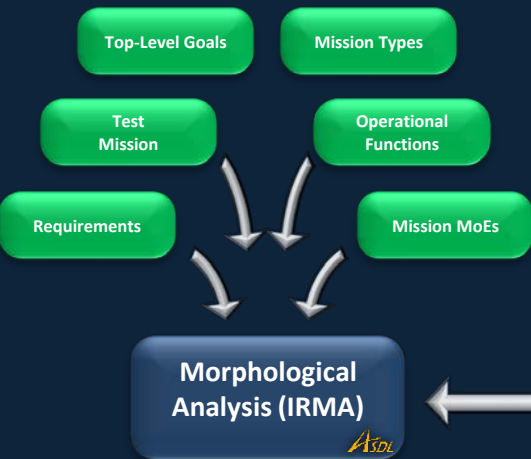 Top-Level Goals
Mission Types
Test
Mission
Operational
Functions
Requirements
Mission MoEs
Morphological
Analysis (IRMA)
ASDL